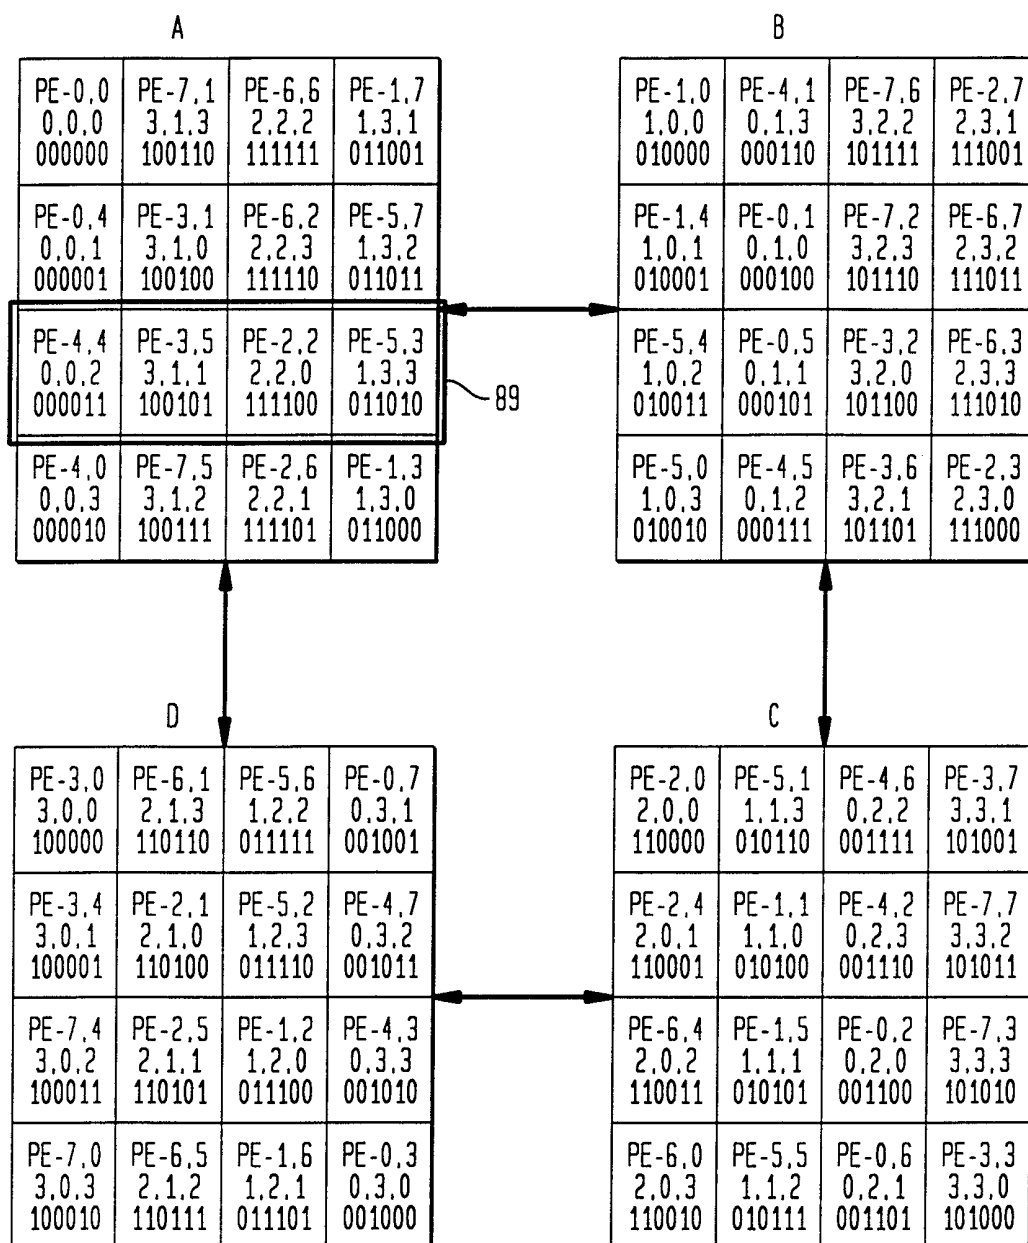 A
B
PE-0,0 PE-7,1 PE-6,6 PE-1,7
0,0,0 3,1,3 2,2,2 1,3,1
000000 100110 111111 011001
PE-0,4 PE-3,1 PE-6,2 PE-5,7
0,0,1 3,1,0 2,2,3 1,3,2
000001 100100 111110 011011
PE-4,4 PE-3,5 PE-2,2 PE-5,3
0,0,2 3,1,1 2,2,0 1,3,3
000011 100101 111100 011010
PE-4,0 PE-7,5 PE-2,6 PE-1,3
0,0,3 3,1,2 2,2,1 1,3,0
000010 100111 111101 011000
89
PE-1,0 PE-4,1 PE-7,6 PE-2,7
1,0,0 0,1,3 3,2,2 2,3,1
010000 000110 101111 111001
PE-1,4 PE-0,1 PE-7,2 PE-6,7
1,0,1 0,1,0 3,2,3 2,3,2
010001 000100 101110 111011
PE-5,4 PE-0,5 PE-3,2 PE-6,3
1,0,2 0,1,1 3,2,0 2,3,3
010011 000101 101100 111010
PE-5,0 PE-4,5 PE-3,6 PE-2,3
1,0,3 0,1,2 3,2,1 2,3,0
010010 000111 101101 111000
D
C
PE-3,0 PE-6,1 PE-5,6 PE-0,7
3,0,0 2,1,3 1,2,2 0,3,1
100000 110110 011111 001001
PE-3,4 PE-2,1 PE-5,2 PE-4,7
3,0,1 2,1,0 1,2,3 0,3,2
100001 110100 011110 001011
PE-7,4 PE-2,5 PE-1,2 PE-4,3
3,0,2 2,1,1 1,2,0 0,3,3
100011 110101 011100 001010
PE-7,0 PE-6,5 PE-1,6 PE-0,3
3,0,3 2,1,2 1,2,1 0,3,0
100010 110111 011101 001000
PE-2,0 PE-5,1 PE-4,6 PE-3,7
2,0,0 1,1,3 0,2,2 3,3,1
110000 010110 001111 101001
PE-2,4 PE-1,1 PE-4,2 PE-7,7
2,0,1 1,1,0 0,2,3 3,3,2
110001 010100 001110 101011
PE-6,4 PE-1,5 PE-0,2 PE-7,3
2,0,2 1,1,1 0,2,0 3,3,3
110011 010101 001100 101010
PE-6,0 PE-5,5 PE-0,6 PE-3,3
2,0,3 1,1,2 0,2,1 3,3,0
110010 010111 001101 101000